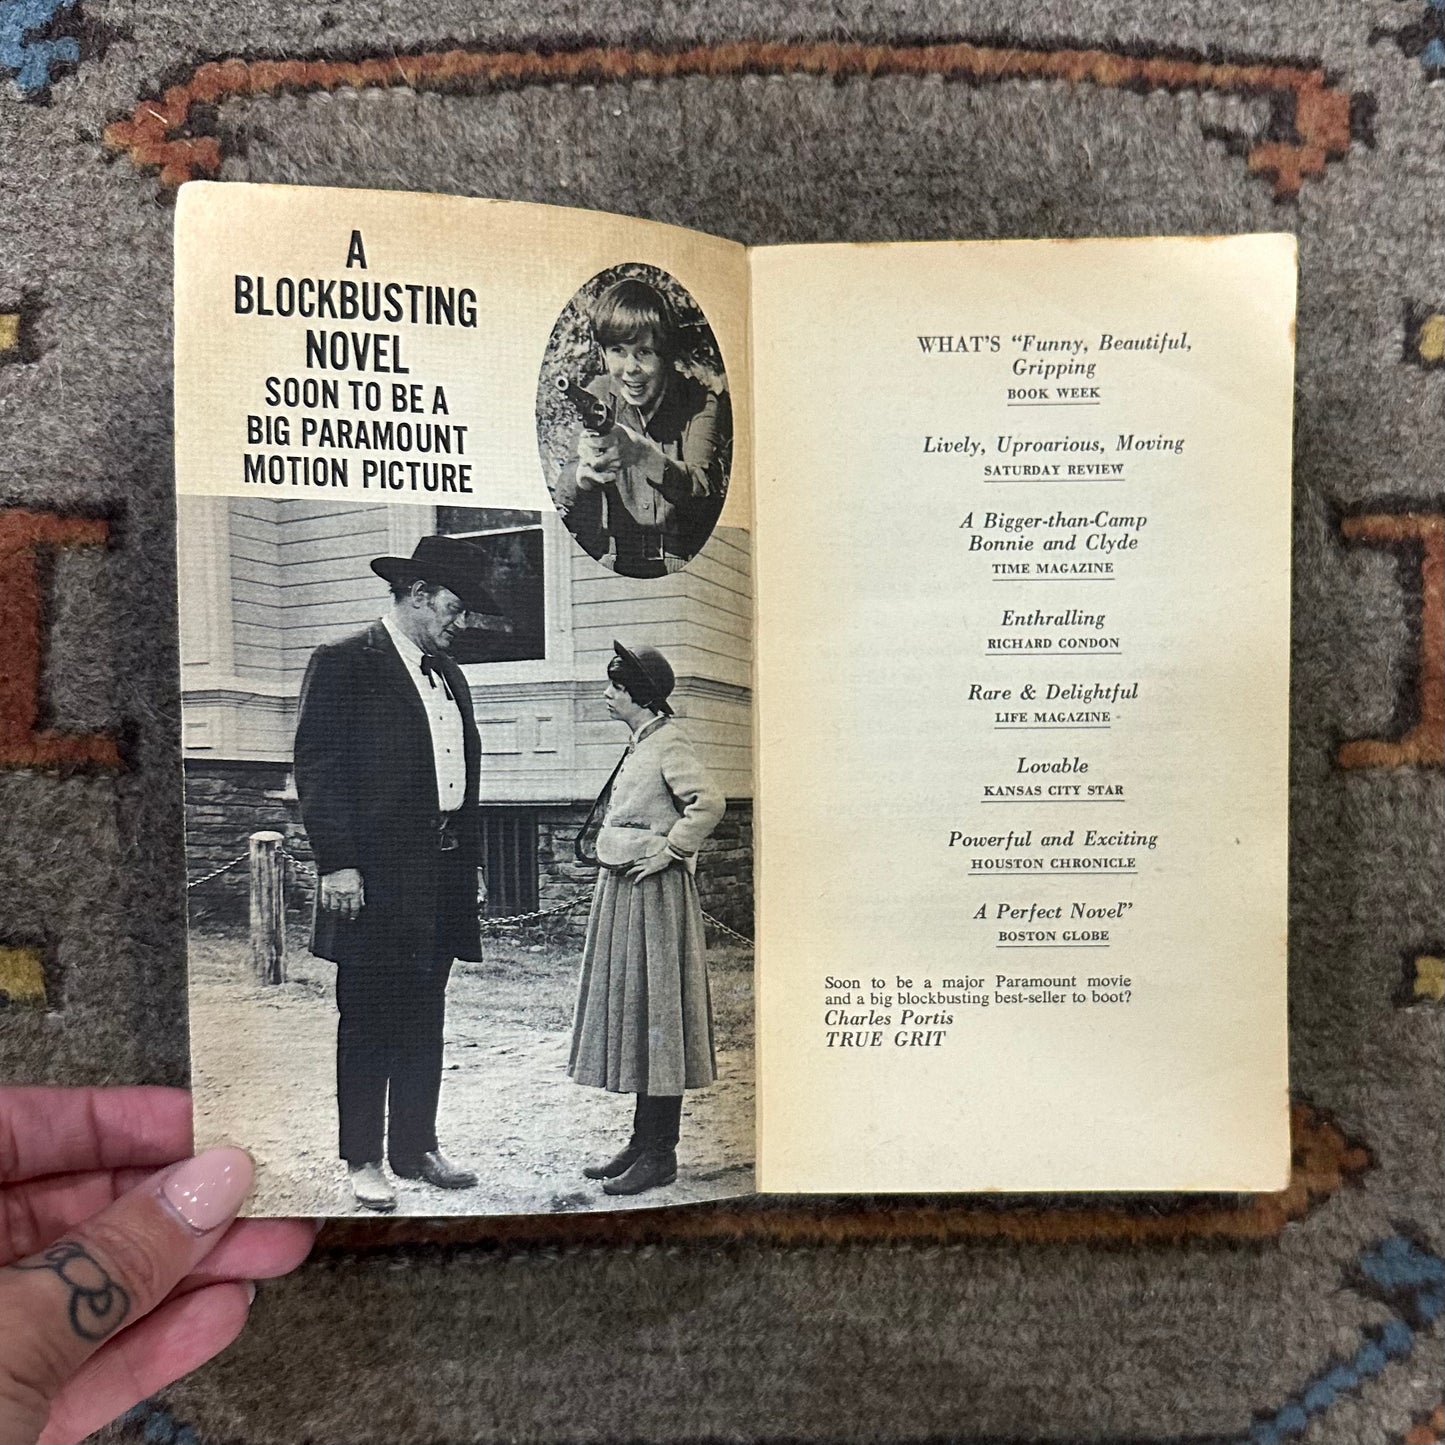 A
BLOCKBUSTING
NOVEL
SOON TO BE A
BIG PARAMOUNT
MOTION PICTURE
WHAT'S "Funny, Beautiful,
Gripping
BOOK WEEK
Lively, Uproarious, Moving
SATURDAY REVIEW
A Bigger-than-Camp
Bonnie and Clyde
TIME MAGAZINE
Enthralling
RICHARD CONDON
Rare & Delightful
LIFE MAGAZINE
Lovable
KANSAS CITY STAR
Powerful and Exciting
HOUSTON CHRONICLE
A Perfect Novel"
BOSTON GLOBE
Soon to be a major Paramount movie
and a big blockbusting best-seller to boot?
Charles Portis
TRUE GRIT